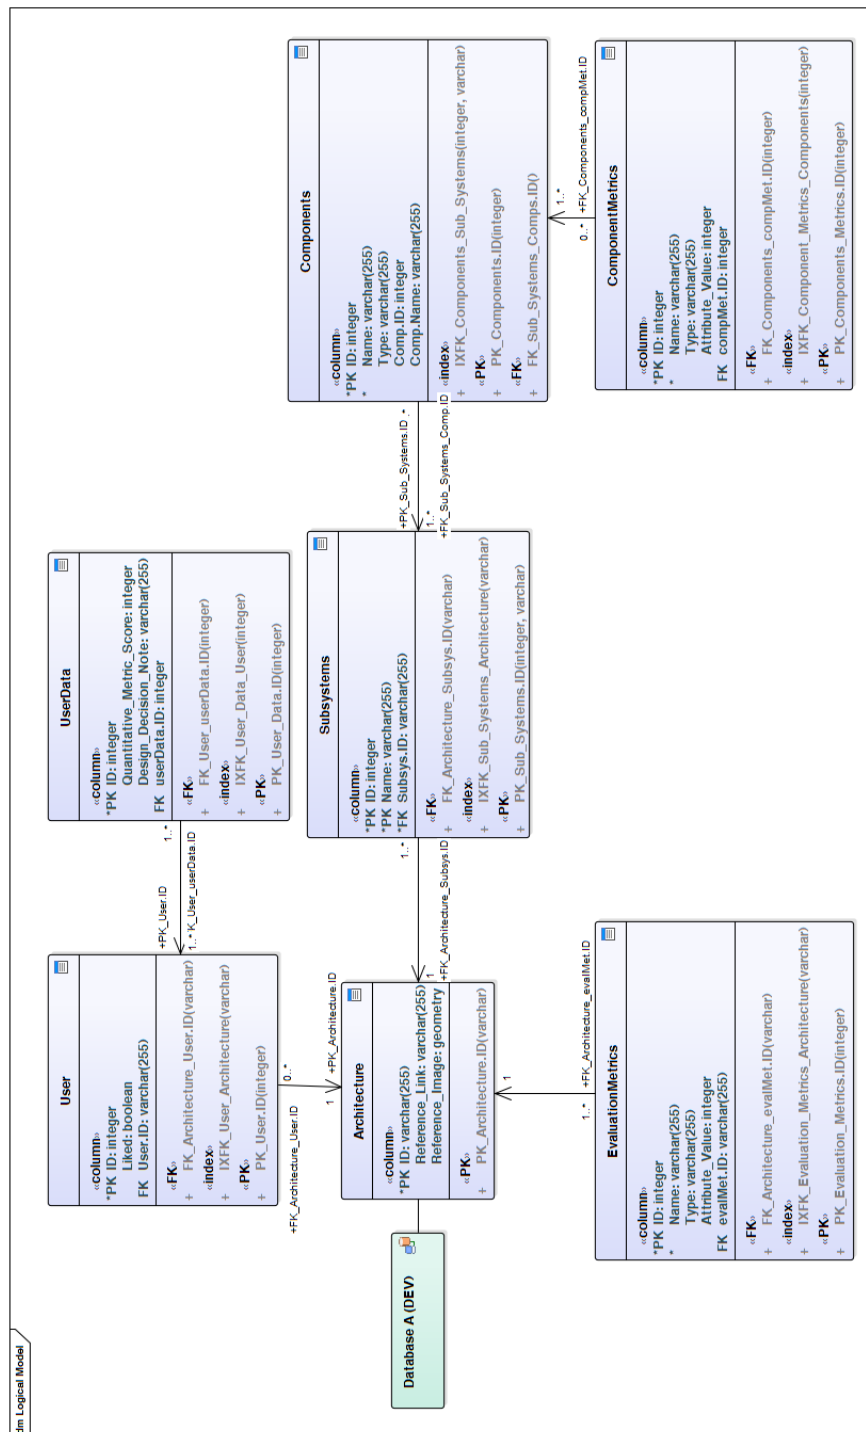 dm Logical Model
User
«column»
*PK ID: integer
Liked: boolean
FK User.ID: varchar(255)
«FK»
+ FK_Architecture_User.ID(varchar)
«index»
+ IXFK_User_Architecture(varchar)
«PK»
+ PK_User.ID(integer)
+PK_User.ID
1..*
1..*
K_User_userData.ID
UserData
«column»
*PK ID: integer
Quantitative_Metric_Score: integer
Design_Decision_Note: varchar(255)
FK userData.ID: integer
«FK»
+ FK_User_userData.ID(integer)
«index»
+ IXFK_User_Data_User(integer)
«PK»
+ PK_User_Data.ID(integer)
+FK_Architecture_User.ID
0..*
1
+PK_Architecture.ID
Database A (DEV)
Architecture
«column»
*PK ID: varchar(255)
Reference_Link: varchar(255)
Reference_Image: geometry
«PK»
+ PK_Architecture.ID(varchar)
1..*
1
+FK_Architecture_Subsys.ID
Subsystems
«column»
*PK ID: integer
*PK Name: varchar(255)
*FK Subsys.ID: varchar(255)
«FK»
+ FK_Architecture_Subsys.ID(varchar)
«index»
+ IXFK_Sub_Systems_Architecture(varchar)
«PK»
+ PK_Sub_Systems.ID(integer, varchar)
+PK_Sub_Systems.ID
..*
1..*
+FK_Sub_Systems_Comp.ID
Components
«column»
*PK ID: integer
* Name: varchar(255)
Type: varchar(255)
Comp.ID: integer
Comp.Name: varchar(255)
«index»
+ IXFK_Components_Sub_Systems(integer, varchar)
«PK»
+ PK_Components.ID(integer)
«FK»
+ FK_Sub_Systems_Comps.ID()
1..*
0..*
+FK_Components_compMet.ID
1
1..*
+FK_Architecture_evalMet.ID
EvaluationMetrics
«column»
*PK ID: integer
* Name: varchar(255)
Type: varchar(255)
Attribute_Value: integer
FK evalMet.ID: varchar(255)
«FK»
+ FK_Architecture_evalMet.ID(varchar)
«index»
+ IXFK_Evaluation_Metrics_Architecture(varchar)
«PK»
+ PK_Evaluation_Metrics.ID(integer)
ComponentMetrics
«column»
*PK ID: integer
* Name: varchar(255)
Type: varchar(255)
Attribute_Value: integer
FK compMet.ID: integer
«FK»
+ FK_Components_compMet.ID(integer)
«index»
+ IXFK_Component_Metrics_Components(integer)
«PK»
+ PK_Components_Metrics.ID(integer)